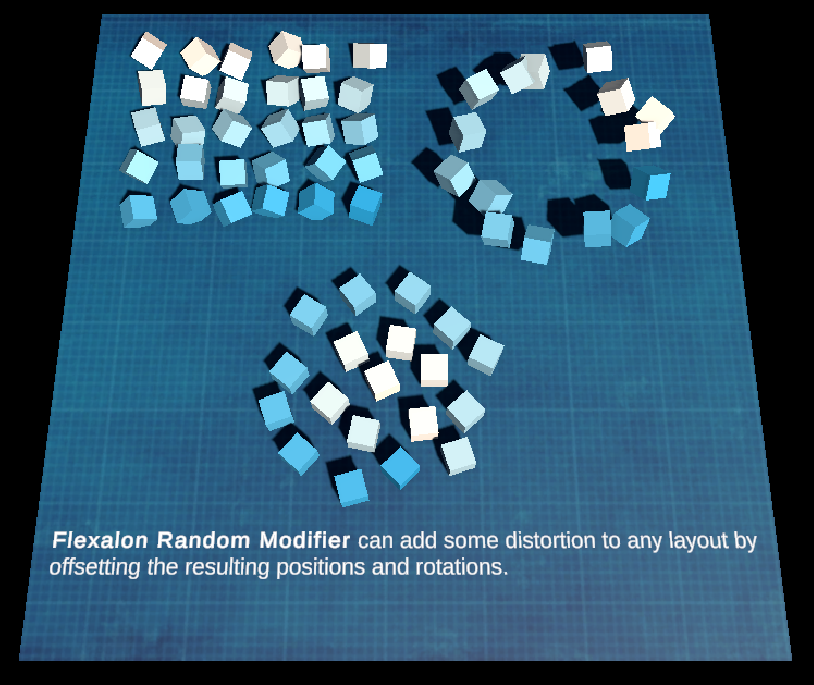 Flexalon Random Modifier can add some distortion to any layout by
offsetting the resulting positions and rotations.